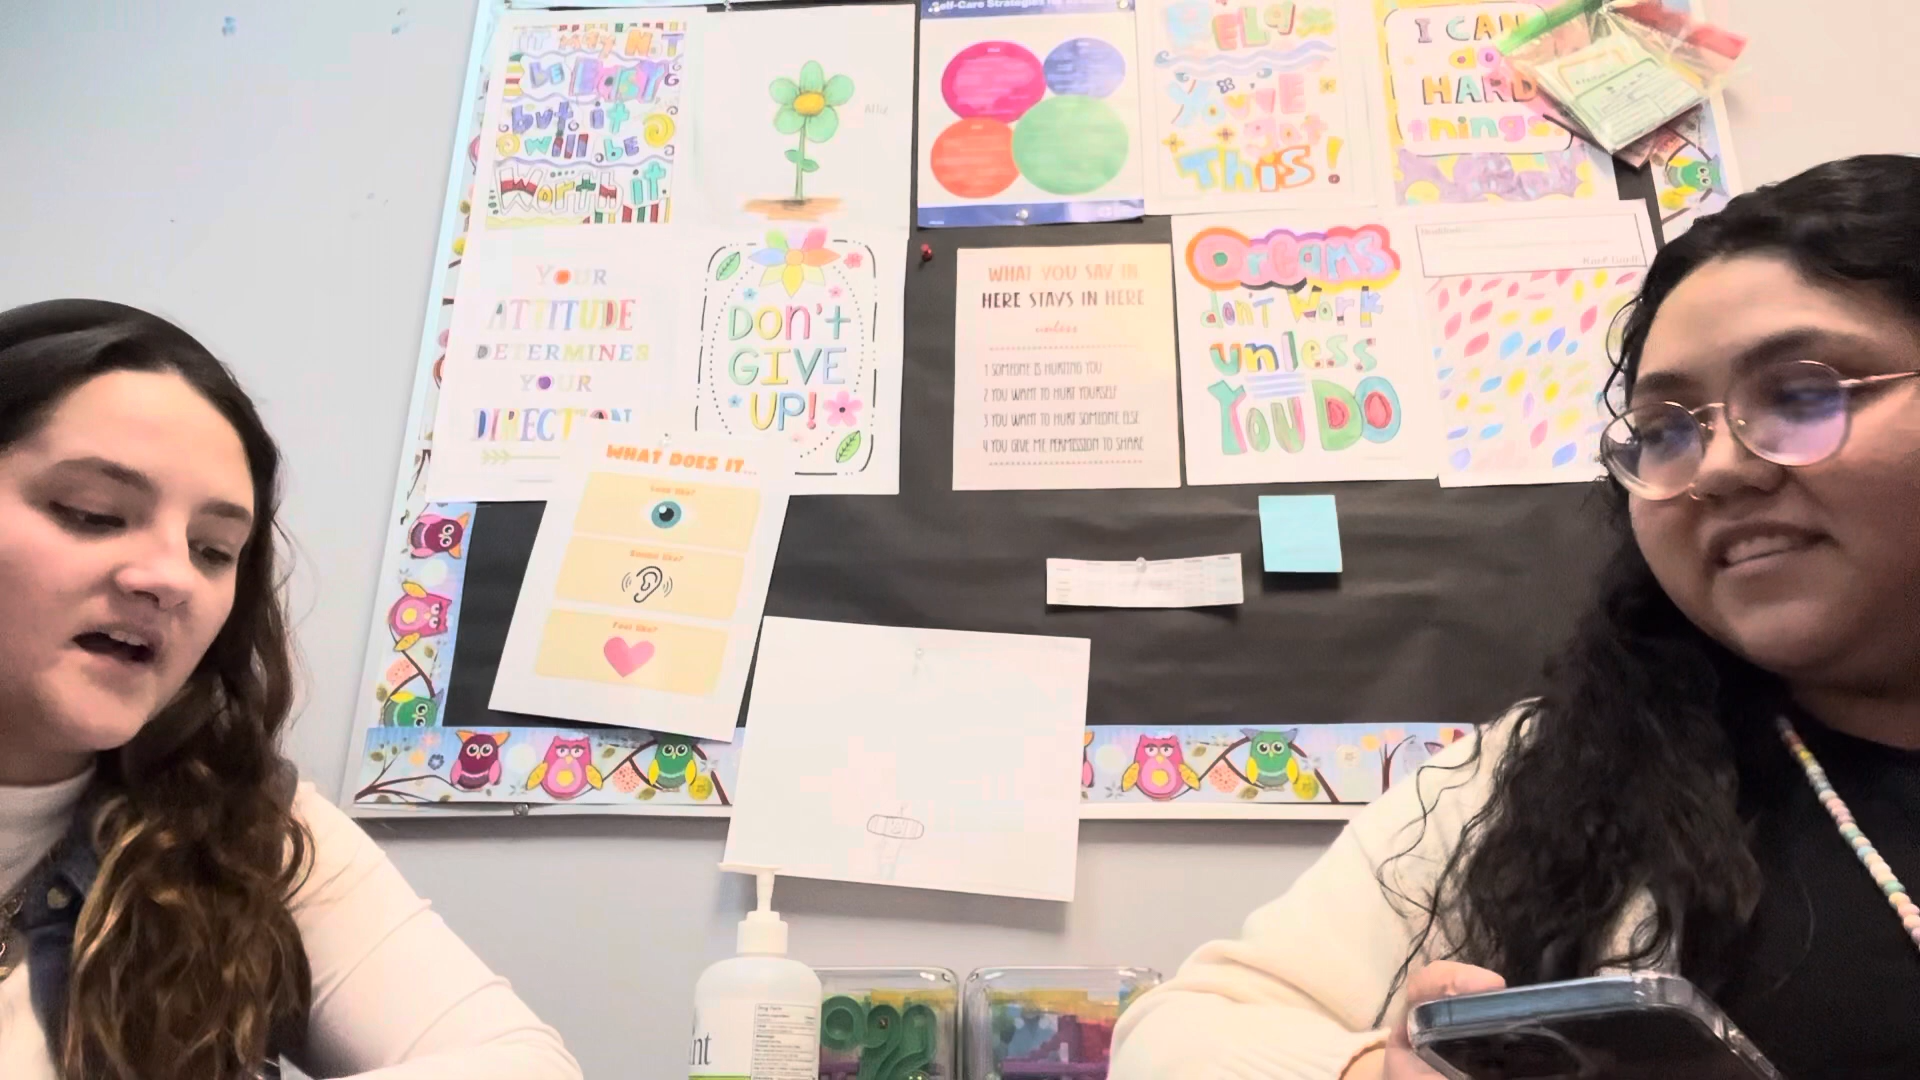 IT MAY NOT
be EASY
but it
will be
Worth it
Self-Care Strategies for
RELAX
You've
got
This!
I CAN
do
HARD
things.
YOUR
ATTITUDE
DETERMINES
YOUR
DIRECTION
DON'T
GIVE
UP!
WHAT YOU SAY IN
HERE STAYS IN HERE
unless
1 SOMEONE IS HURTING YOU
2 YOU WANT TO HURT YOURSELF
3 YOU WANT TO HURT SOMEONE ELSE
4 YOU GIVE ME PERMISSION TO SHARE
Dreams
don't work
unless
YOU DO
WHAT DOES IT...
Look like?
Sound like?
Feel like?
Drug Facts